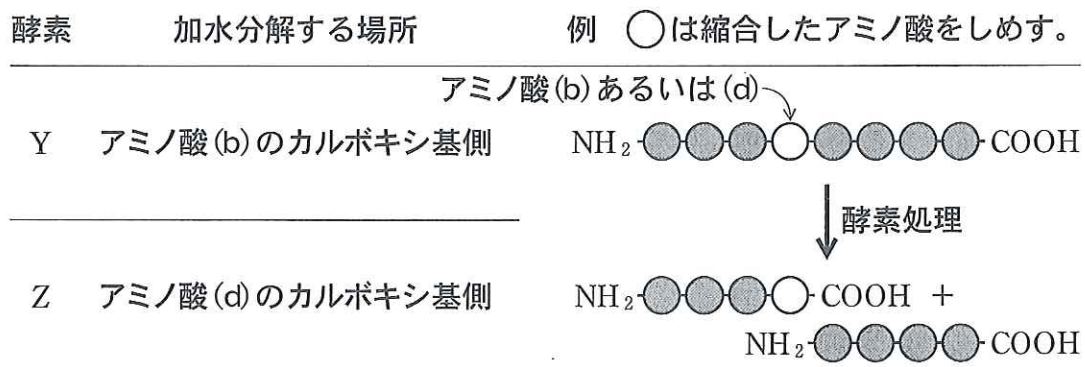 酵素 加水分解する場所 例 ○は縮合したアミノ酸をしめす。
アミノ酸(b)あるいは(d)
Y アミノ酸(b)のカルボキシ基側 NH₂ COOH
酵素処理
Z アミノ酸(d)のカルボキシ基側 NH₂ COOH +
NH₂ COOH